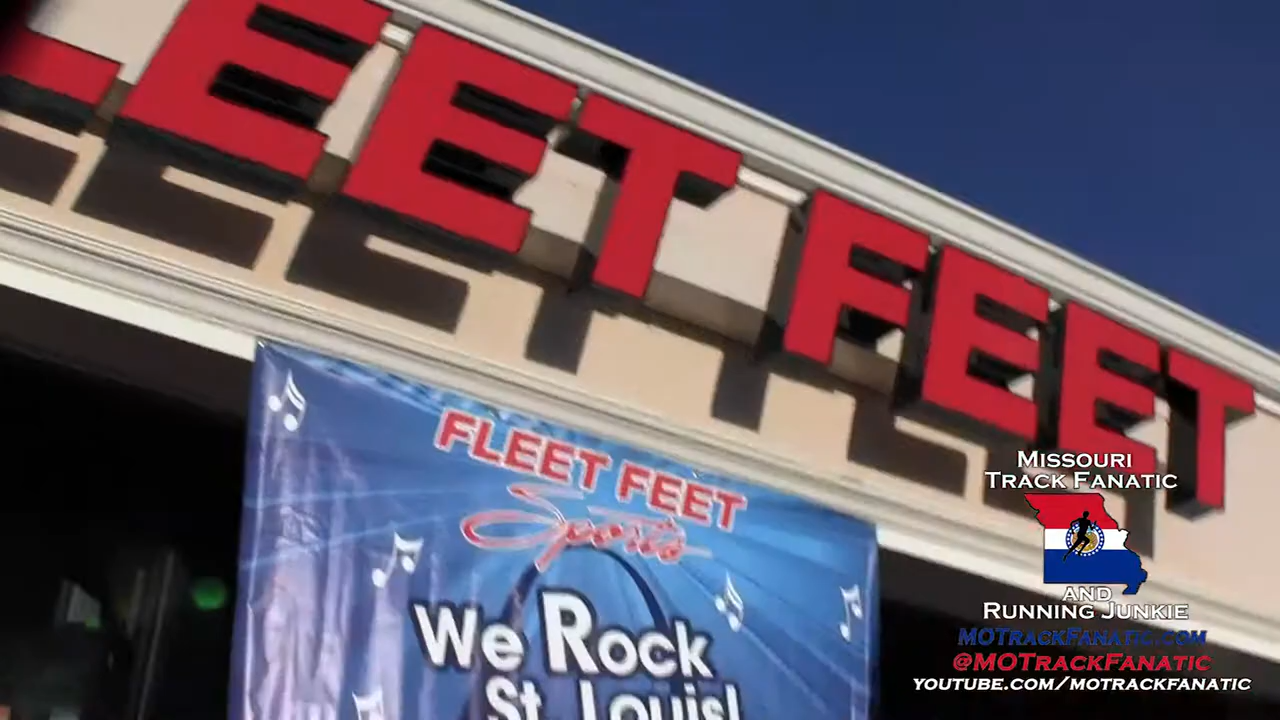 LEET FEET
FLEET FEET
Sports
We Rock
St. Louis!
MISSOURI
TRACK FANATIC
AND
RUNNING JUNKIE
MOTRACKFANATIC.COM
@MOTRACKFANATIC
YOUTUBE.COM/MOTRACKFANATIC